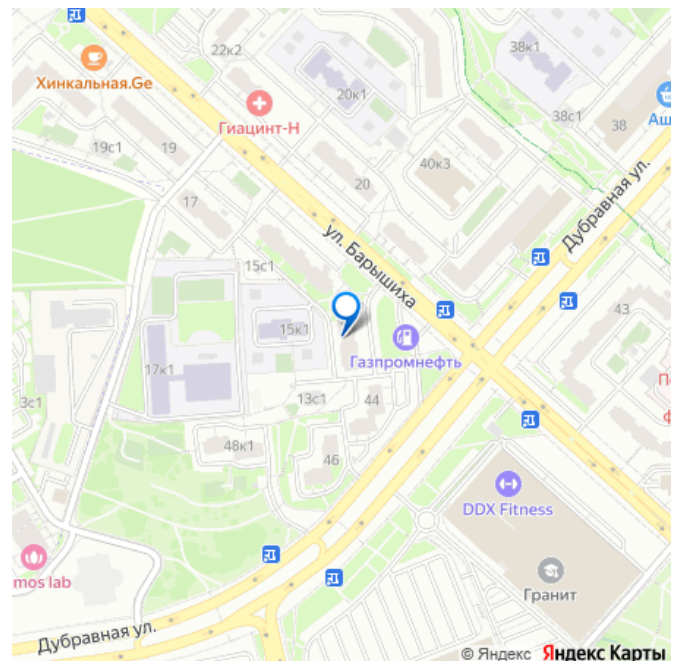 22к2
38к1
Хинкальная.Ge
20к1
Гиацинт-Н
38с1
38
Аш
19с1
19
40к3
20
Дубравная ул.
17
ул. Барышиха
15с1
15к1
43
Газпромнефть
17к1
П
3с1
13с1
44
ф
48к1
46
DDX Fitness
mos lab
Гранит
Дубравная ул.
© Яндекс Яндекс Карты